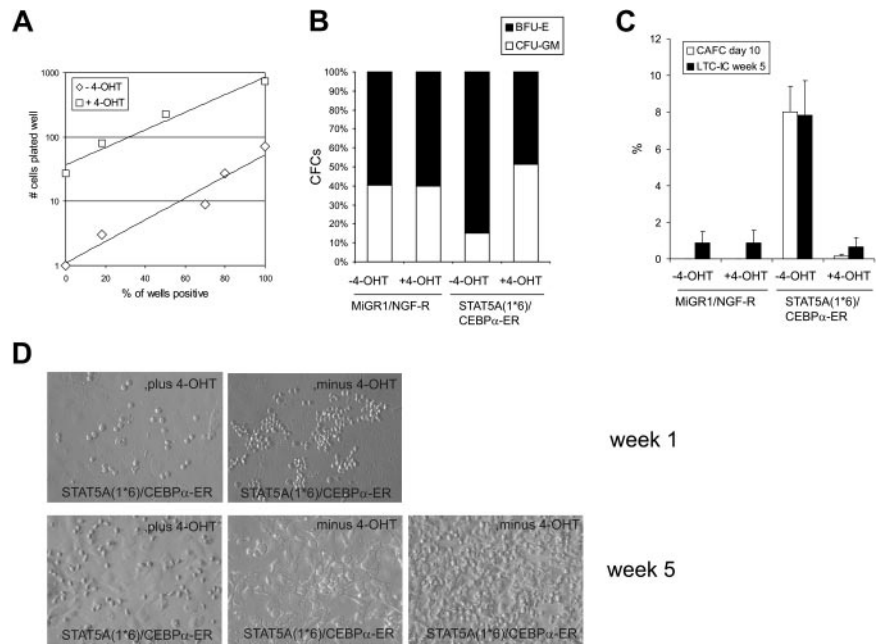 A
1000
100
10
1
# cells plated well
- 4-OHT
+ 4-OHT
0 20 40 60 80 100
% of wells positive
B
BFU-E
CFU-GM
100%
90%
80%
70%
60%
50%
40%
30%
20%
10%
0%
CFCs
-4-OHT +4-OHT -4-OHT +4-OHT
MiGR1/NGF-R STAT5A(1*6)/
CEBPα-ER
C
CAFC day 10
LTC-IC week 5
12
10
8
6
4
2
0
%
-4-OHT +4-OHT -4-OHT +4-OHT
MiGR1/NGF-R STAT5A(1*6)/
CEBPα-ER
D
,plus 4-OHT
STAT5A(1*6)/CEBPα-ER
,minus 4-OHT
STAT5A(1*6)/CEBPα-ER
week 1
,plus 4-OHT
STAT5A(1*6)/CEBPα-ER
,minus 4-OHT
STAT5A(1*6)/CEBPα-ER
,minus 4-OHT
STAT5A(1*6)/CEBPα-ER
week 5